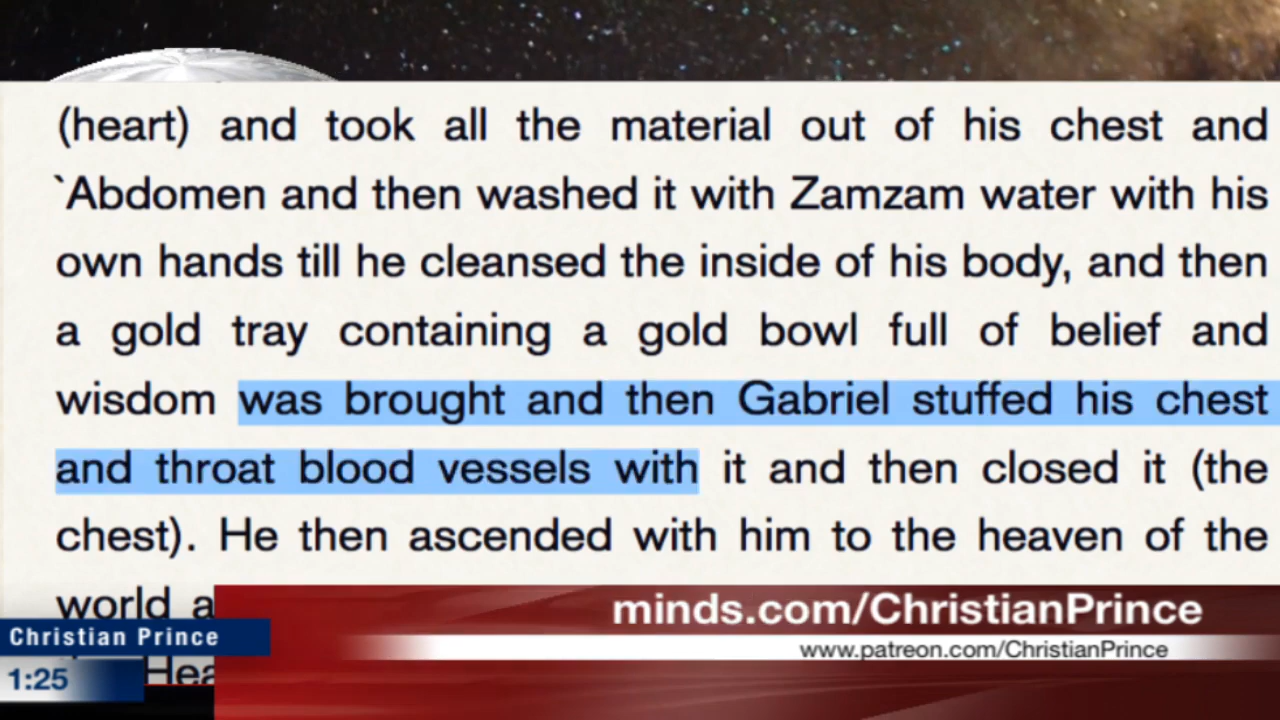 (heart) and took all the material out of his chest and
`Abdomen and then washed it with Zamzam water with his
own hands till he cleansed the inside of his body, and then
a gold tray containing a gold bowl full of belief and
wisdom was brought and then Gabriel stuffed his chest
and throat blood vessels with it and then closed it (the
chest). He then ascended with him to the heaven of the
world a
minds.com/ChristianPrince
Christian Prince
www.patreon.com/ChristianPrince
Hea
1:25